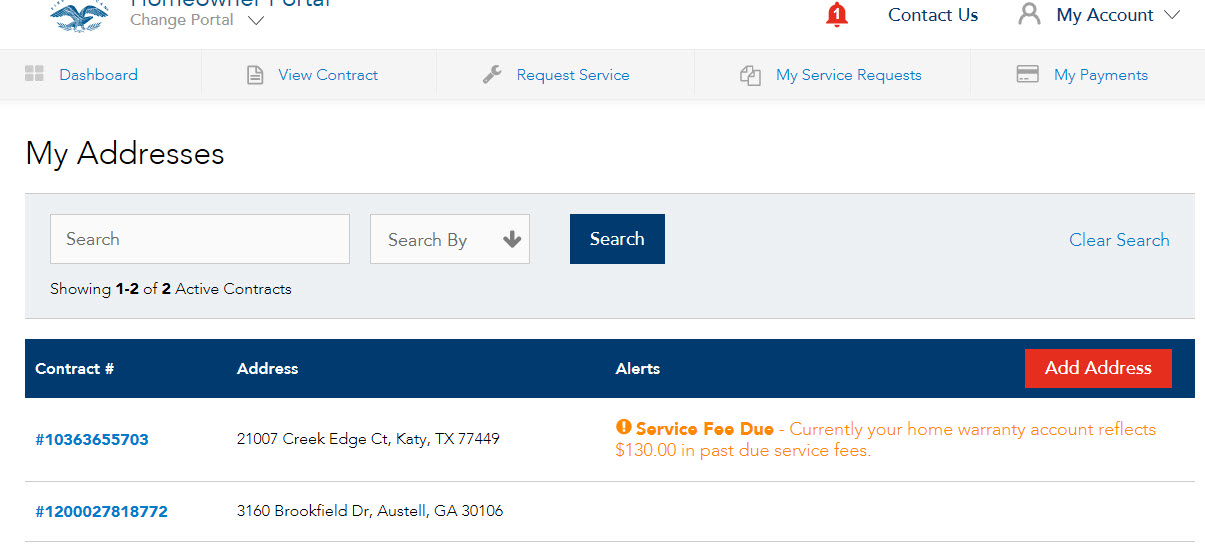 Homeowner Portal
Change Portal
1
Contact Us
My Account
Dashboard
View Contract
Request Service
My Service Requests
My Payments
My Addresses
Search
Search By
Search
Clear Search
Showing 1-2 of 2 Active Contracts
Contract #
Address
Alerts
Add Address
#10363655703
21007 Creek Edge Ct, Katy, TX 77449
Service Fee Due - Currently your home warranty account reflects
$130.00 in past due service fees.
#1200027818772
3160 Brookfield Dr, Austell, GA 30106